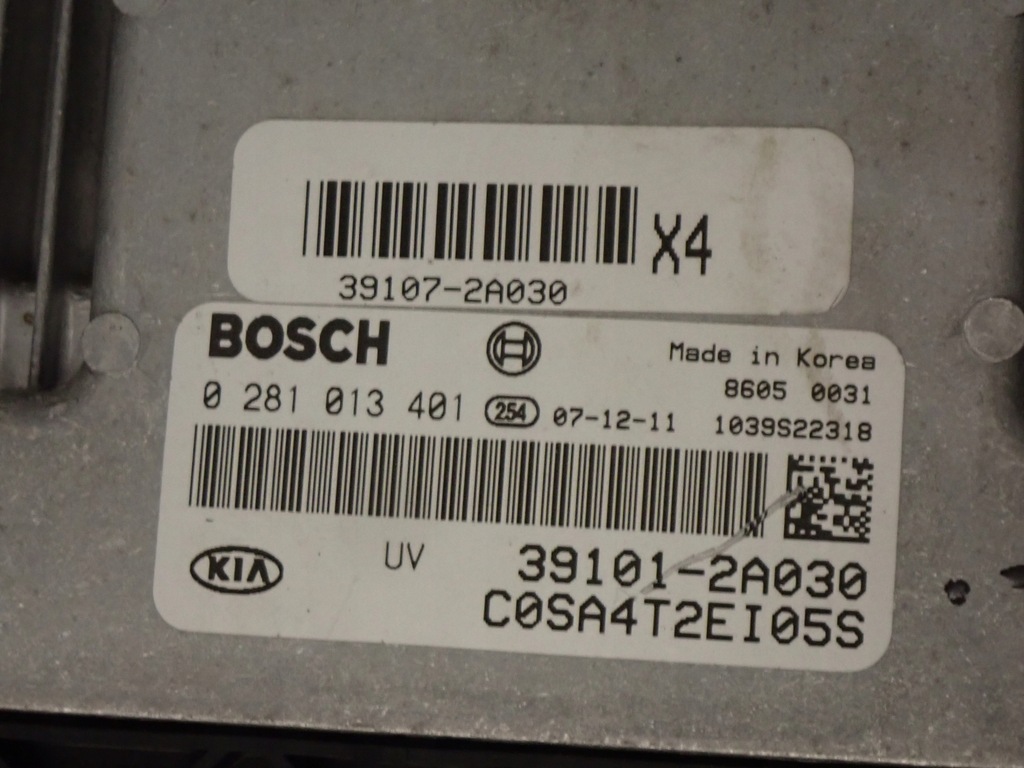 X4
39107-2A030
BOSCH
Made in Korea
8605 0031
0 281 013 401 254 07-12-11 1039S22318
KIA UV 39101-2A030
C0SA4T2EI05S